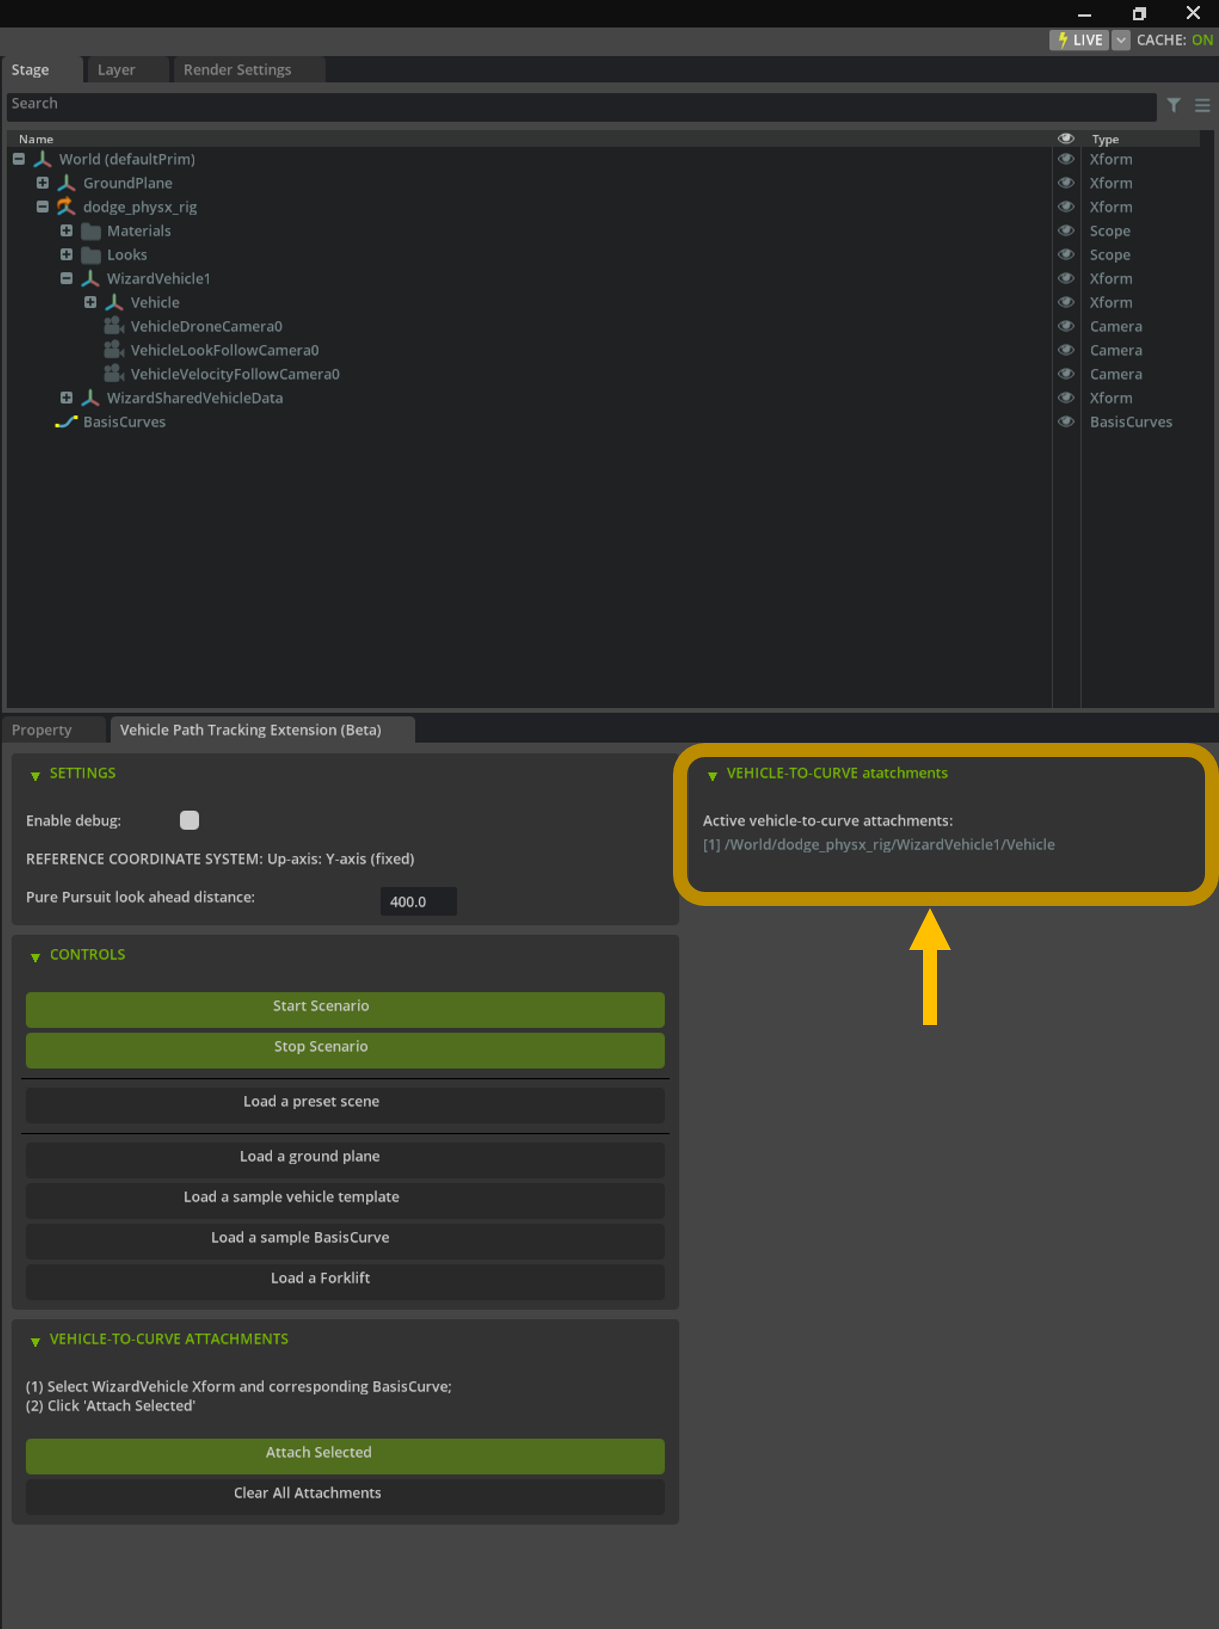 LIVE CACHE: ON
Stage Layer Render Settings
Search
Name Type
World (defaultPrim) Xform
GroundPlane Xform
dodge_physx_rig Xform
Materials Scope
Looks Scope
WizardVehicle1 Xform
Vehicle Xform
VehicleDroneCamera0 Camera
VehicleLookFollowCamera0 Camera
VehicleVelocityFollowCamera0 Camera
WizardSharedVehicleData Xform
BasisCurves BasisCurves
Property Vehicle Path Tracking Extension (Beta)
SETTINGS
Enable debug:
REFERENCE COORDINATE SYSTEM: Up-axis: Y-axis (fixed)
Pure Pursuit look ahead distance: 400.0
CONTROLS
Start Scenario
Stop Scenario
Load a preset scene
Load a ground plane
Load a sample vehicle template
Load a sample BasisCurve
Load a Forklift
VEHICLE-TO-CURVE ATTACHMENTS
(1) Select WizardVehicle Xform and corresponding BasisCurve;
(2) Click 'Attach Selected'
Attach Selected
Clear All Attachments
VEHICLE-TO-CURVE atatchments
Active vehicle-to-curve attachments:
[1] /World/dodge_physx_rig/WizardVehicle1/Vehicle